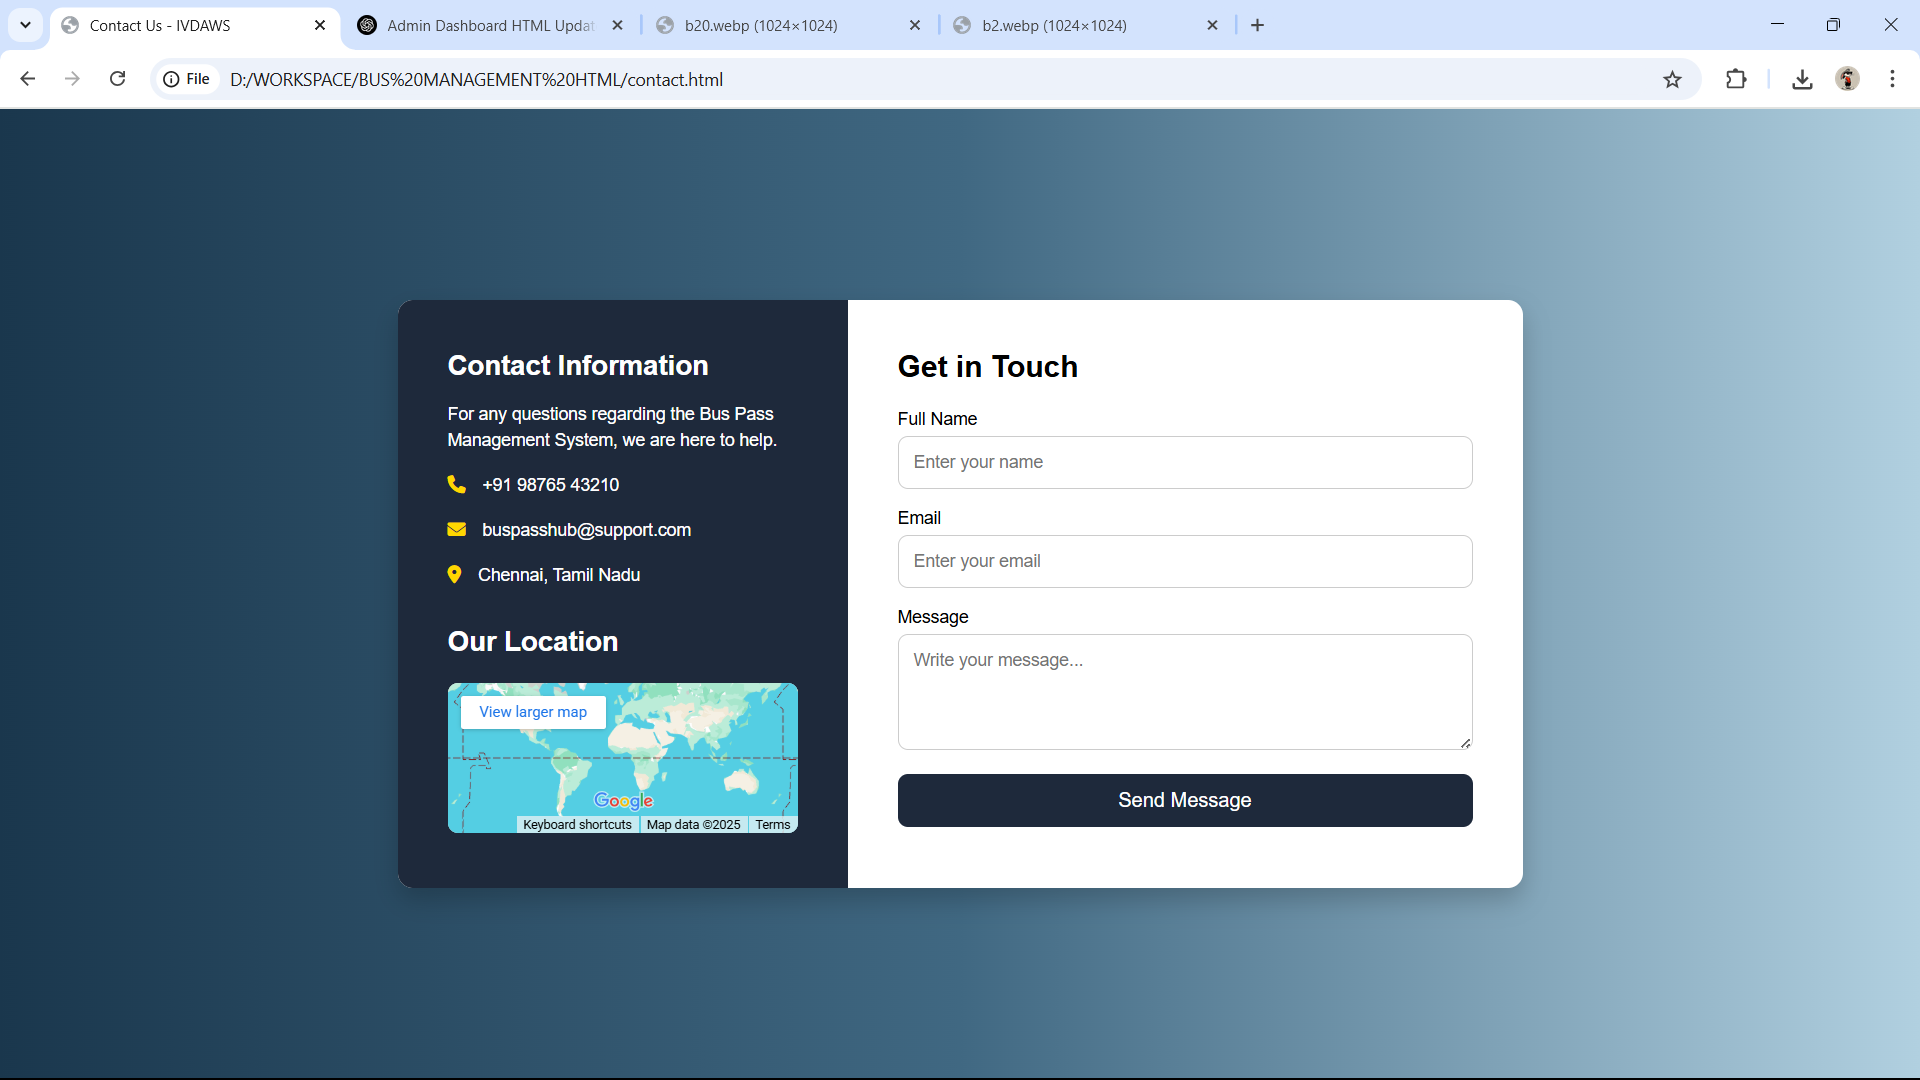 Contact Us - IVDAWS
Admin Dashboard HTML Updat
b20.webp (1024×1024)
b2.webp (1024×1024)
File
D:/WORKSPACE/BUS%20MANAGEMENT%20HTML/contact.html
Contact Information
For any questions regarding the Bus Pass
Management System, we are here to help.
+91 98765 43210
buspasshub@support.com
Chennai, Tamil Nadu
Our Location
View larger map
Google
Keyboard shortcuts
Map data ©2025
Terms
Get in Touch
Full Name
Enter your name
Email
Enter your email
Message
Write your message...
Send Message